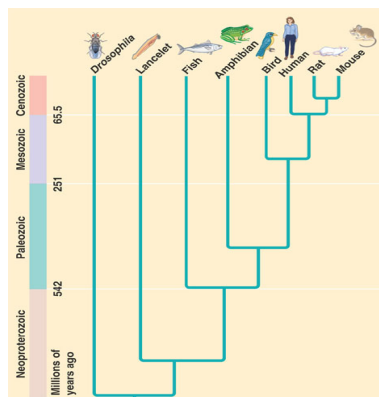 Drosophila
Lancelet
Fish
Amphibian
Bird
Human
Rat
Mouse
Cenozoic
65.5
Mesozoic
251
Paleozoic
542
Neoproterozoic
Millions of
years ago